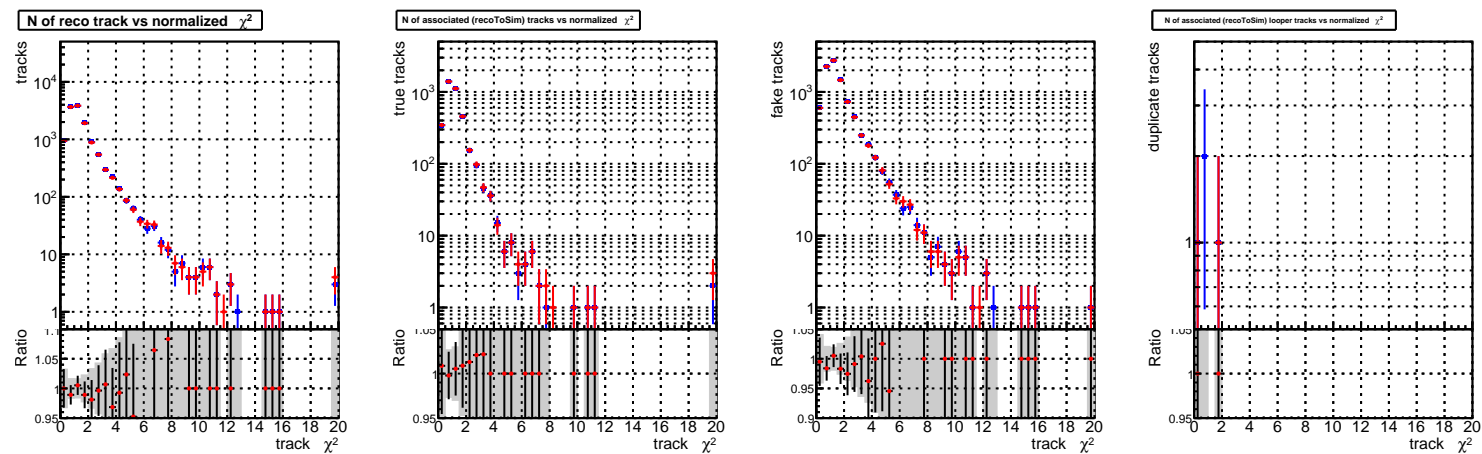 N of reco track vs normalized χ²
tracks
10⁴
10³
10²
10
1
Ratio
1.1
1.05
1
0.95
0 2 4 6 8 10 12 14 16 18 20
track χ²
N of associated (recoToSim) tracks vs normalized χ²
true tracks
10³
10²
10
1
Ratio
1.05
1
0.95
0 2 4 6 8 10 12 14 16 18 20
track χ²
fake tracks
10³
10²
10
1
Ratio
1.1
1.05
1
0.95
0.9
0 2 4 6 8 10 12 14 16 18 20
track χ²
N of associated (recoToSim) looper tracks vs normalized χ²
duplicate tracks
1
Ratio
1.05
1
0.95
0 2 4 6 8 10 12 14 16 18 20
track χ²